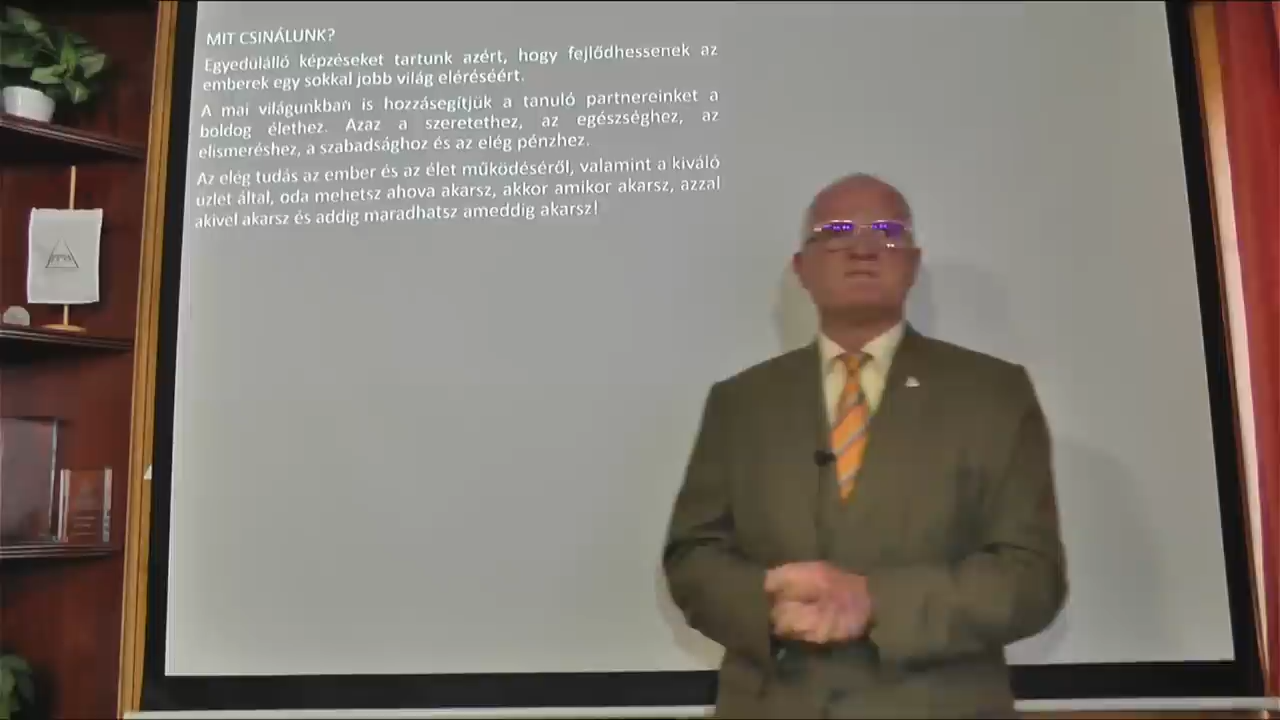 MIT CSINÁLUNK?
Egyedülálló képzéseket tartunk azért, hogy fejlődhessenek az
emberek egy sokkal jobb világ eléréséért.
A mai világunkban is hozzásegítjük a tanuló partnereinket a
boldog élethez. Azaz a szeretethez, az egészséghez, az
elismeréshez, a szabadsághoz és az elég pénzhez.
Az elég tudás az ember és az élet működéséről, valamint a kiváló
üzlet által, oda mehetsz ahova akarsz, akkor amikor akarsz, azzal
akivel akarsz és addig maradhatsz ameddig akarsz!